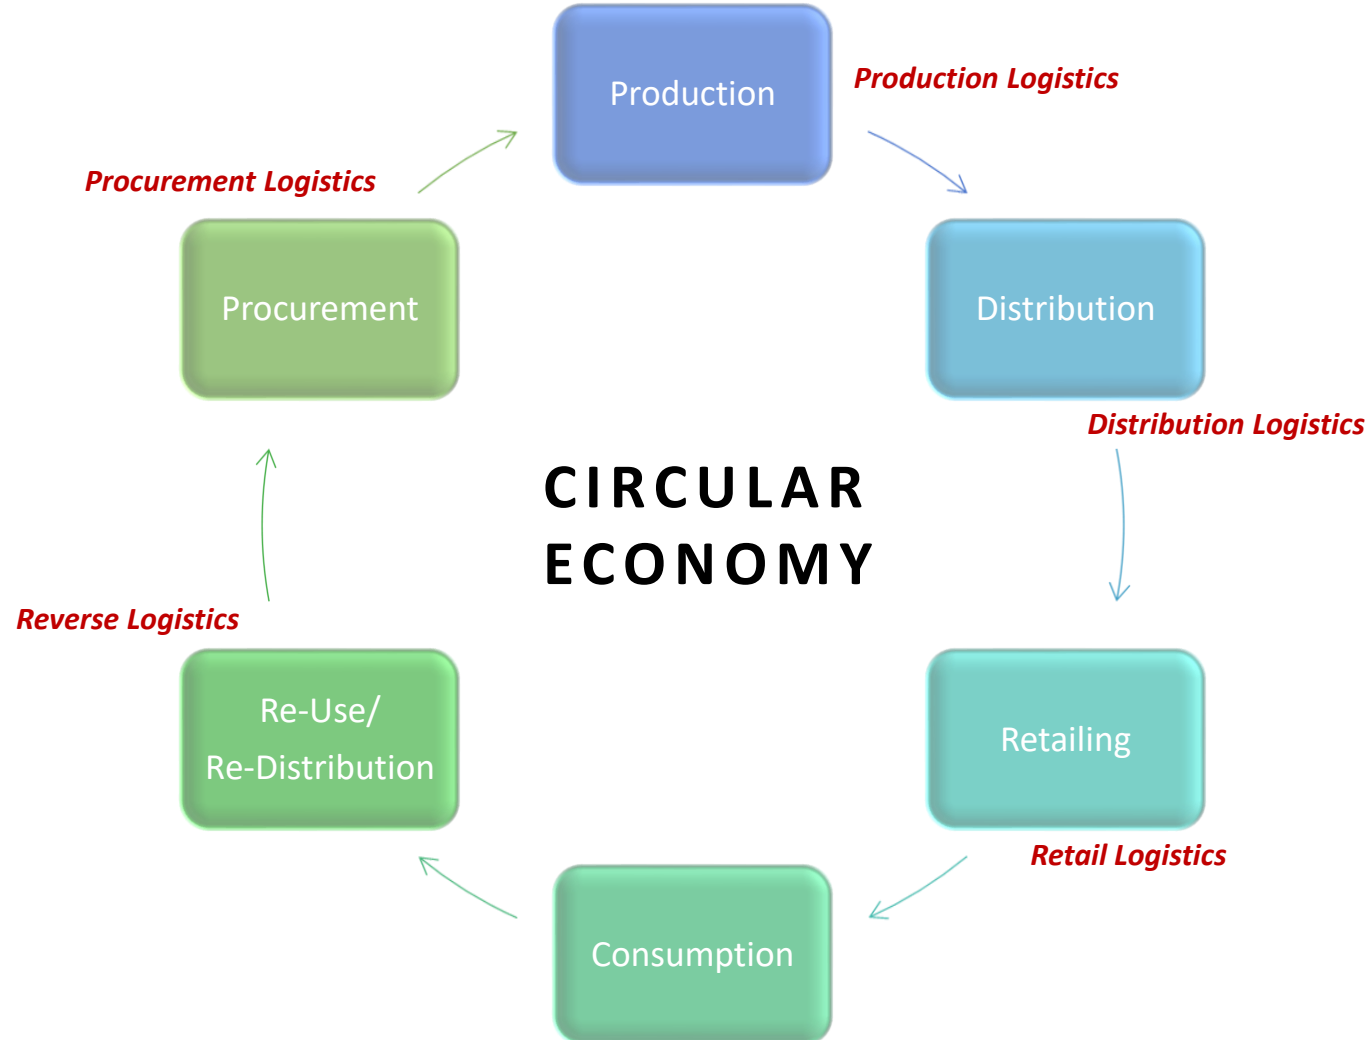 Production
Production Logistics
Procurement Logistics
Procurement
Distribution
Distribution Logistics
CIRCULAR
ECONOMY
Reverse Logistics
Re-Use/
Re-Distribution
Retailing
Retail Logistics
Consumption